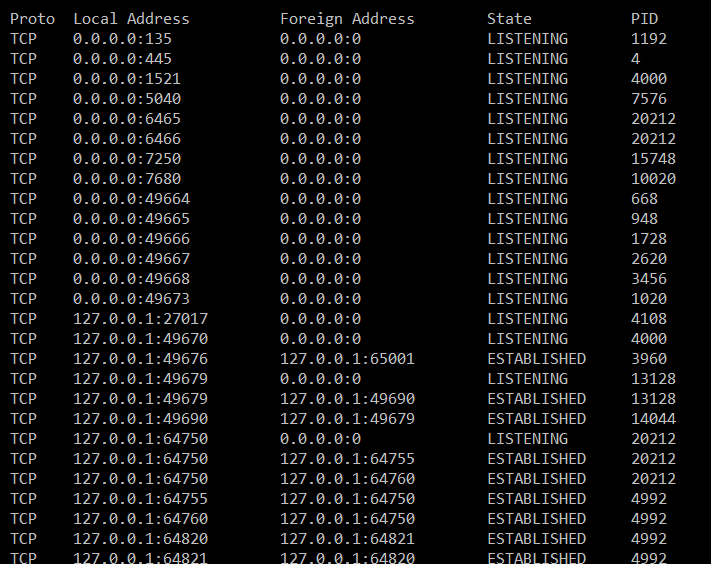 Proto  Local Address          Foreign Address        State           PID
TCP    0.0.0.0:135            0.0.0.0:0              LISTENING       1192
TCP    0.0.0.0:445            0.0.0.0:0              LISTENING       4
TCP    0.0.0.0:1521           0.0.0.0:0              LISTENING       4000
TCP    0.0.0.0:5040           0.0.0.0:0              LISTENING       7576
TCP    0.0.0.0:6465           0.0.0.0:0              LISTENING       20212
TCP    0.0.0.0:6466           0.0.0.0:0              LISTENING       20212
TCP    0.0.0.0:7250           0.0.0.0:0              LISTENING       15748
TCP    0.0.0.0:7680           0.0.0.0:0              LISTENING       10020
TCP    0.0.0.0:49664          0.0.0.0:0              LISTENING       668
TCP    0.0.0.0:49665          0.0.0.0:0              LISTENING       948
TCP    0.0.0.0:49666          0.0.0.0:0              LISTENING       1728
TCP    0.0.0.0:49667          0.0.0.0:0              LISTENING       2620
TCP    0.0.0.0:49668          0.0.0.0:0              LISTENING       3456
TCP    0.0.0.0:49673          0.0.0.0:0              LISTENING       1020
TCP    127.0.0.1:27017        0.0.0.0:0              LISTENING       4108
TCP    127.0.0.1:49670        0.0.0.0:0              LISTENING       4000
TCP    127.0.0.1:49676        127.0.0.1:65001        ESTABLISHED     3960
TCP    127.0.0.1:49679        0.0.0.0:0              LISTENING       13128
TCP    127.0.0.1:49679        127.0.0.1:49690        ESTABLISHED     13128
TCP    127.0.0.1:49690        127.0.0.1:49679        ESTABLISHED     14044
TCP    127.0.0.1:64750        0.0.0.0:0              LISTENING       20212
TCP    127.0.0.1:64750        127.0.0.1:64755        ESTABLISHED     20212
TCP    127.0.0.1:64750        127.0.0.1:64760        ESTABLISHED     20212
TCP    127.0.0.1:64755        127.0.0.1:64750        ESTABLISHED     4992
TCP    127.0.0.1:64760        127.0.0.1:64750        ESTABLISHED     4992
TCP    127.0.0.1:64820        127.0.0.1:64821        ESTABLISHED     4992
TCP    127.0.0.1:64821        127.0.0.1:64820        ESTABLISHED     4992